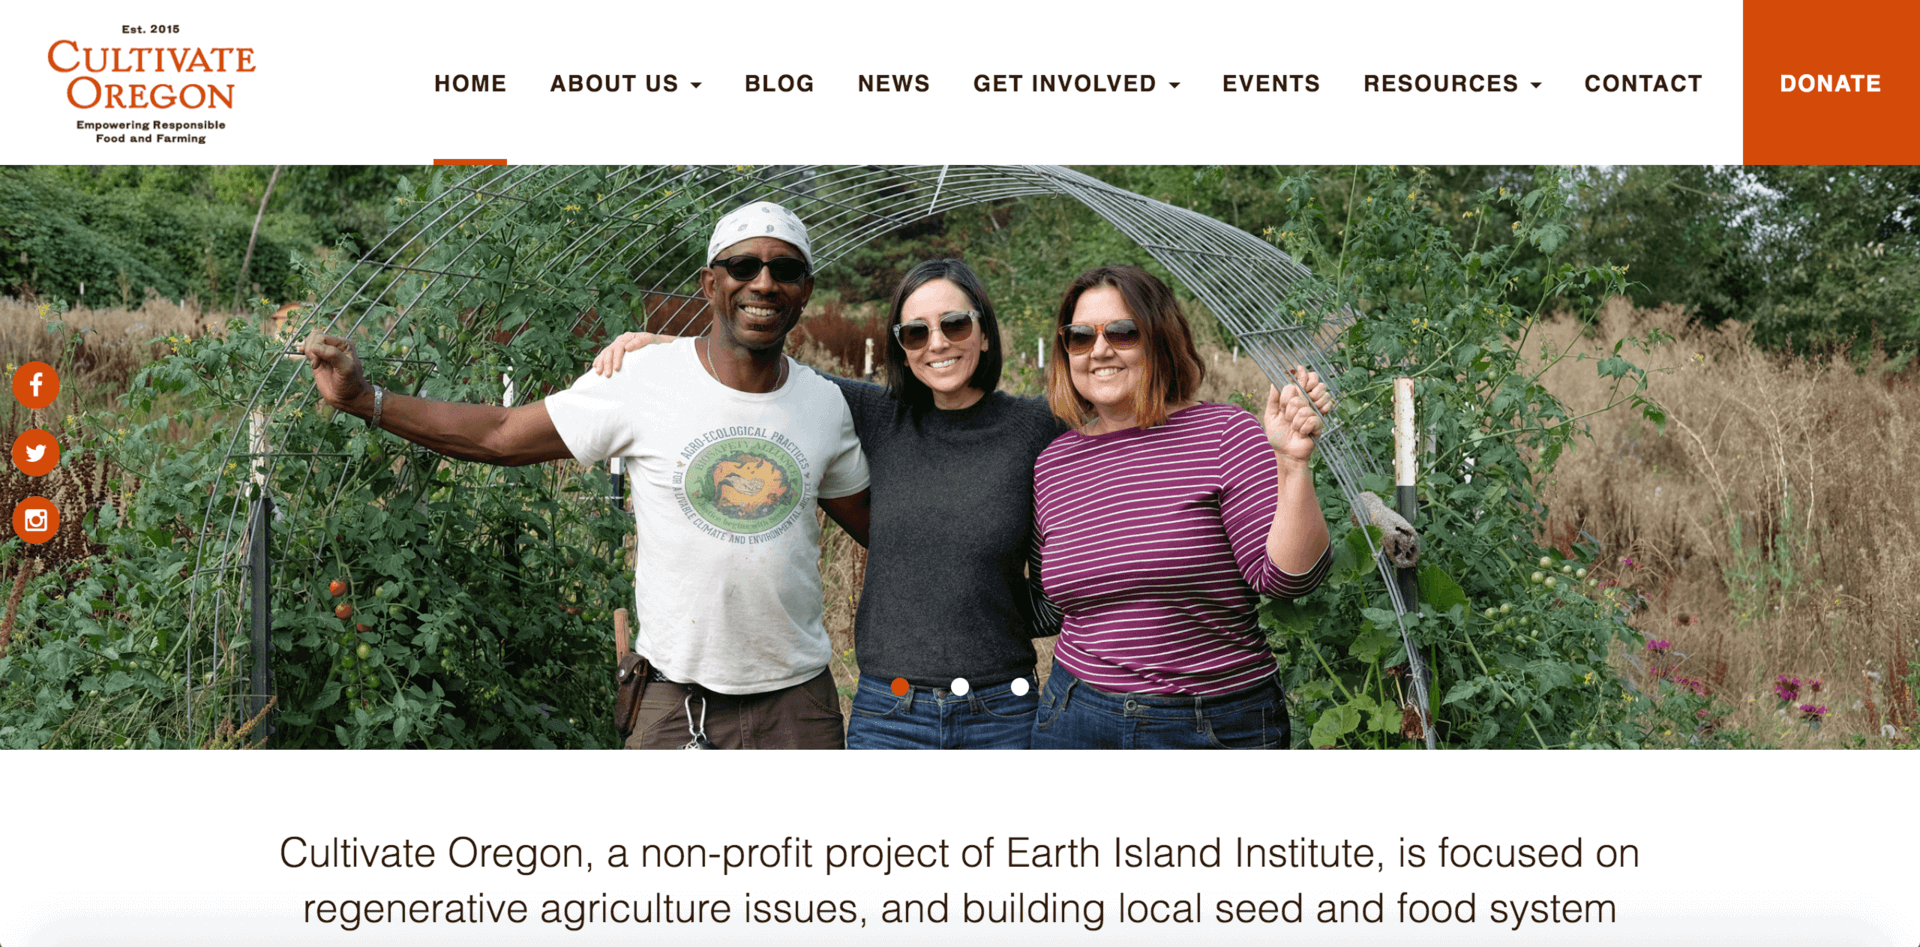 Est. 2015
CULTIVATE
OREGON
Empowering Responsible
Food and Farming
HOME ABOUT US BLOG NEWS GET INVOLVED EVENTS RESOURCES CONTACT DONATE
AGRO-ECOLOGICAL PRACTICES
FOR A LIVABLE CLIMATE AND ENVIRONMENTAL JUSTICE
Cultivate Oregon, a non-profit project of Earth Island Institute, is focused on
regenerative agriculture issues, and building local seed and food system